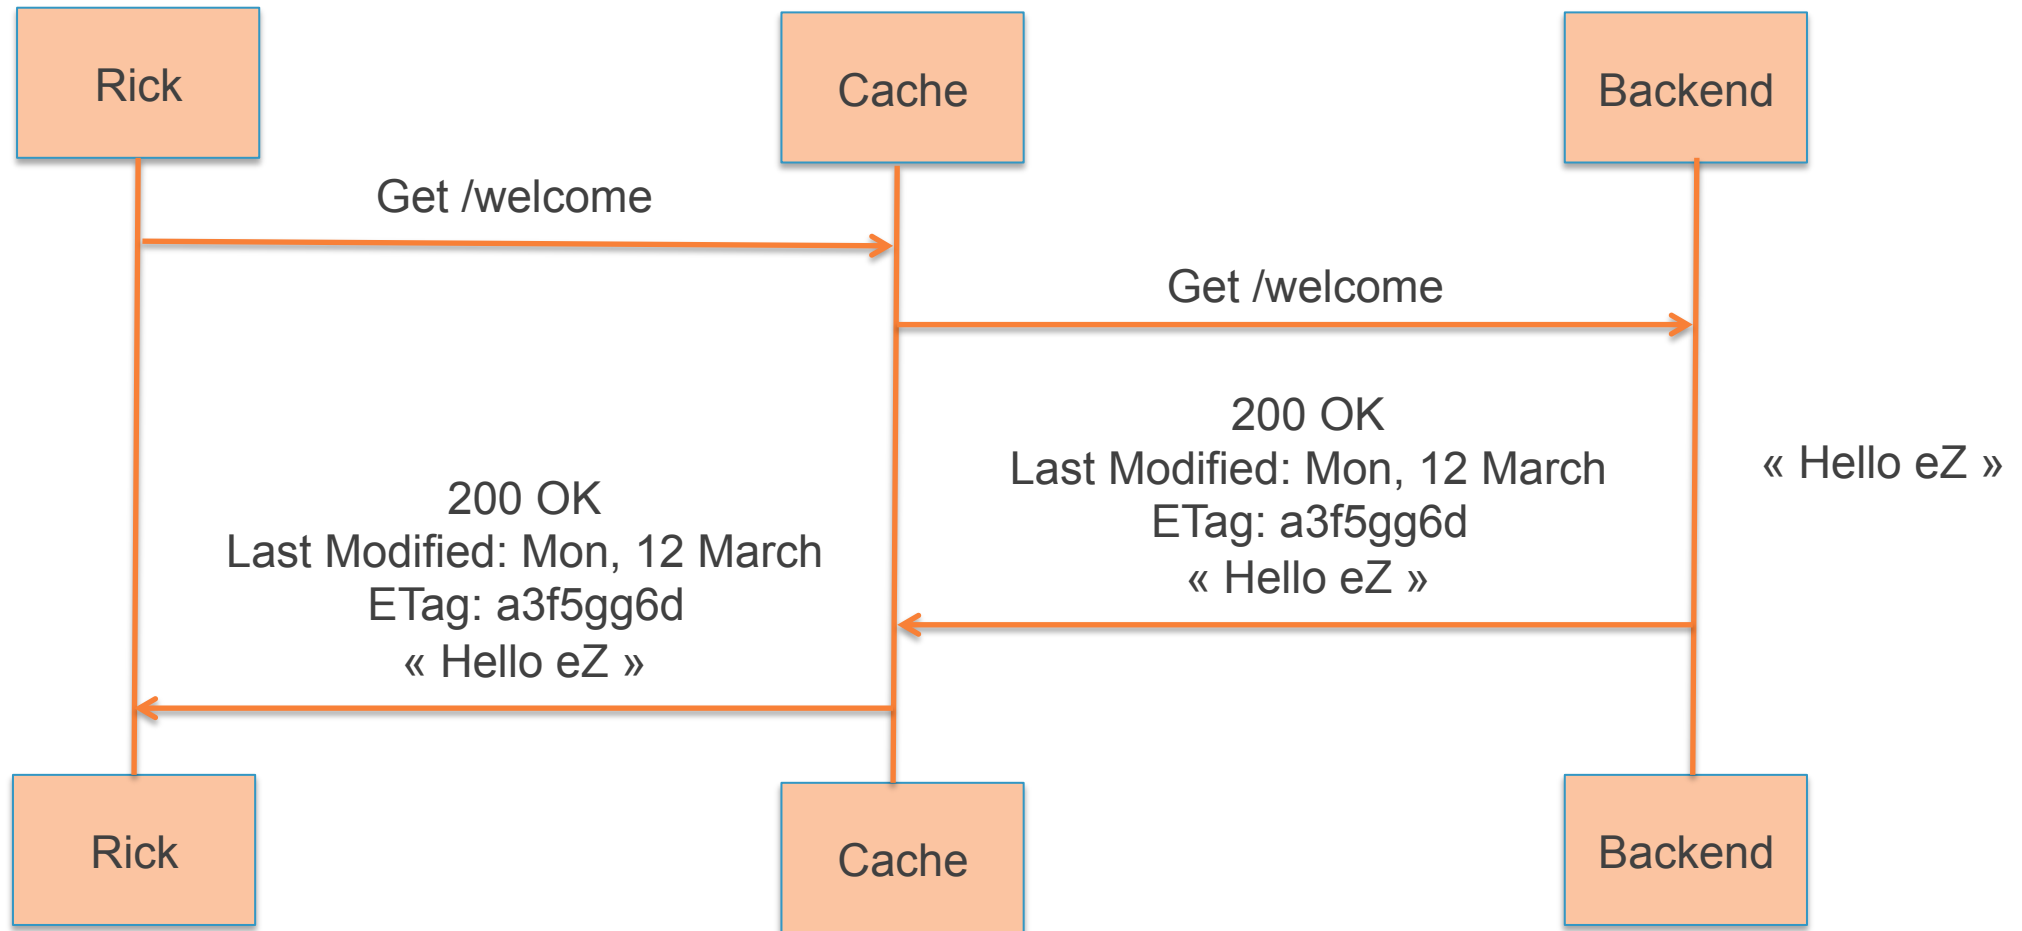 Rick
Cache
Backend
Get /welcome
Get /welcome
200 OK
Last Modified: Mon, 12 March
ETag: a3f5gg6d
« Hello eZ »
« Hello eZ »
200 OK
Last Modified: Mon, 12 March
ETag: a3f5gg6d
« Hello eZ »
Rick
Cache
Backend